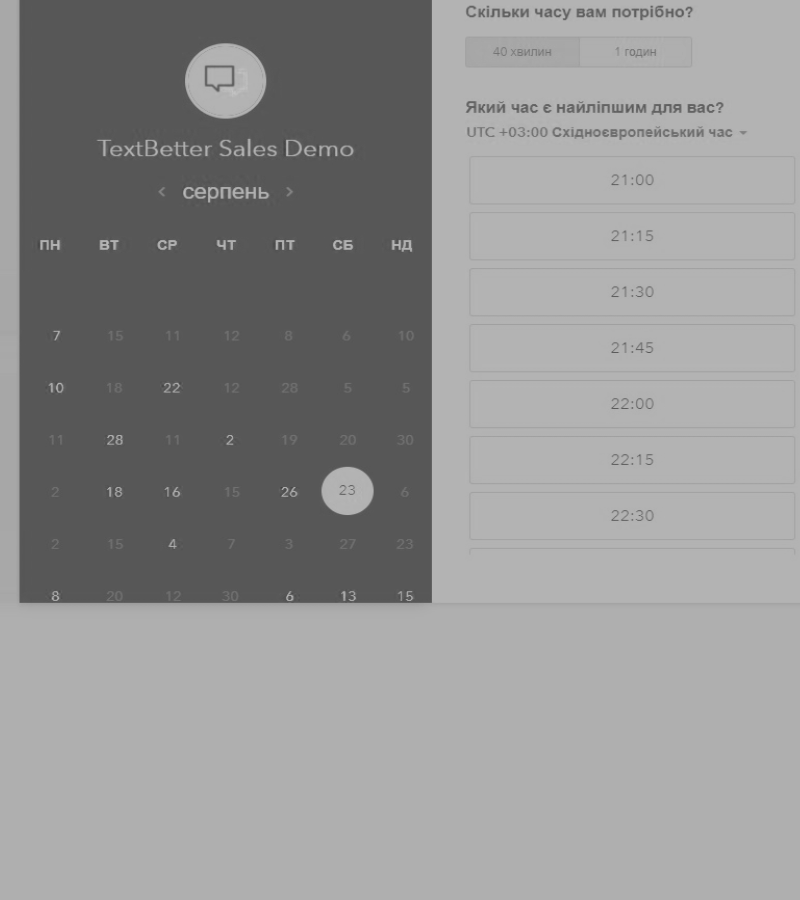 TextBetter Sales Demo
серпень
ПН ВТ СР ЧТ ПТ СБ НД
7 15 11 12 8 6 10
10 18 22 12 28 5 5
11 28 11 2 19 20 30
2 18 16 15 26 23 6
2 15 4 7 3 27 23
8 20 12 30 6 13 15
Скільки часу вам потрібно?
40 хвилин 1 годин
Який час є найліпшим для вас?
UTC +03:00 Східноєвропейський час
21:00
21:15
21:30
21:45
22:00
22:15
22:30